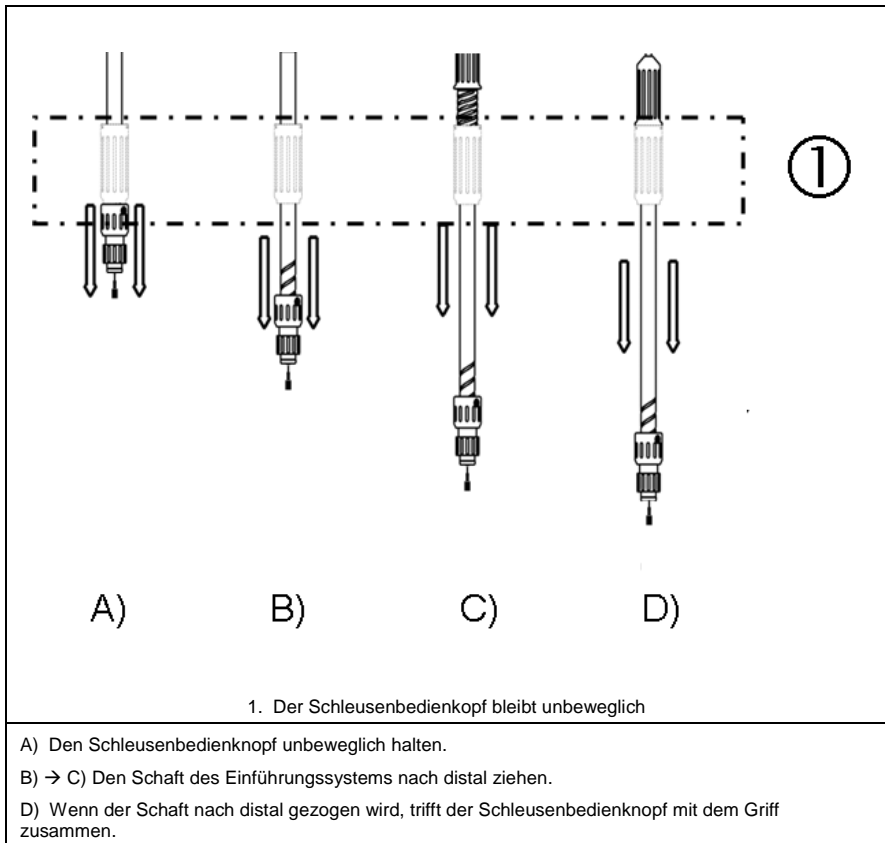 ①
A) B) C) D)
1. Der Schleusenbedienkopf bleibt unbeweglich
A) Den Schleusenbedienknopf unbeweglich halten.
B) → C) Den Schaft des Einführungssystems nach distal ziehen.
D) Wenn der Schaft nach distal gezogen wird, trifft der Schleusenbedienknopf mit dem Griff
zusammen.